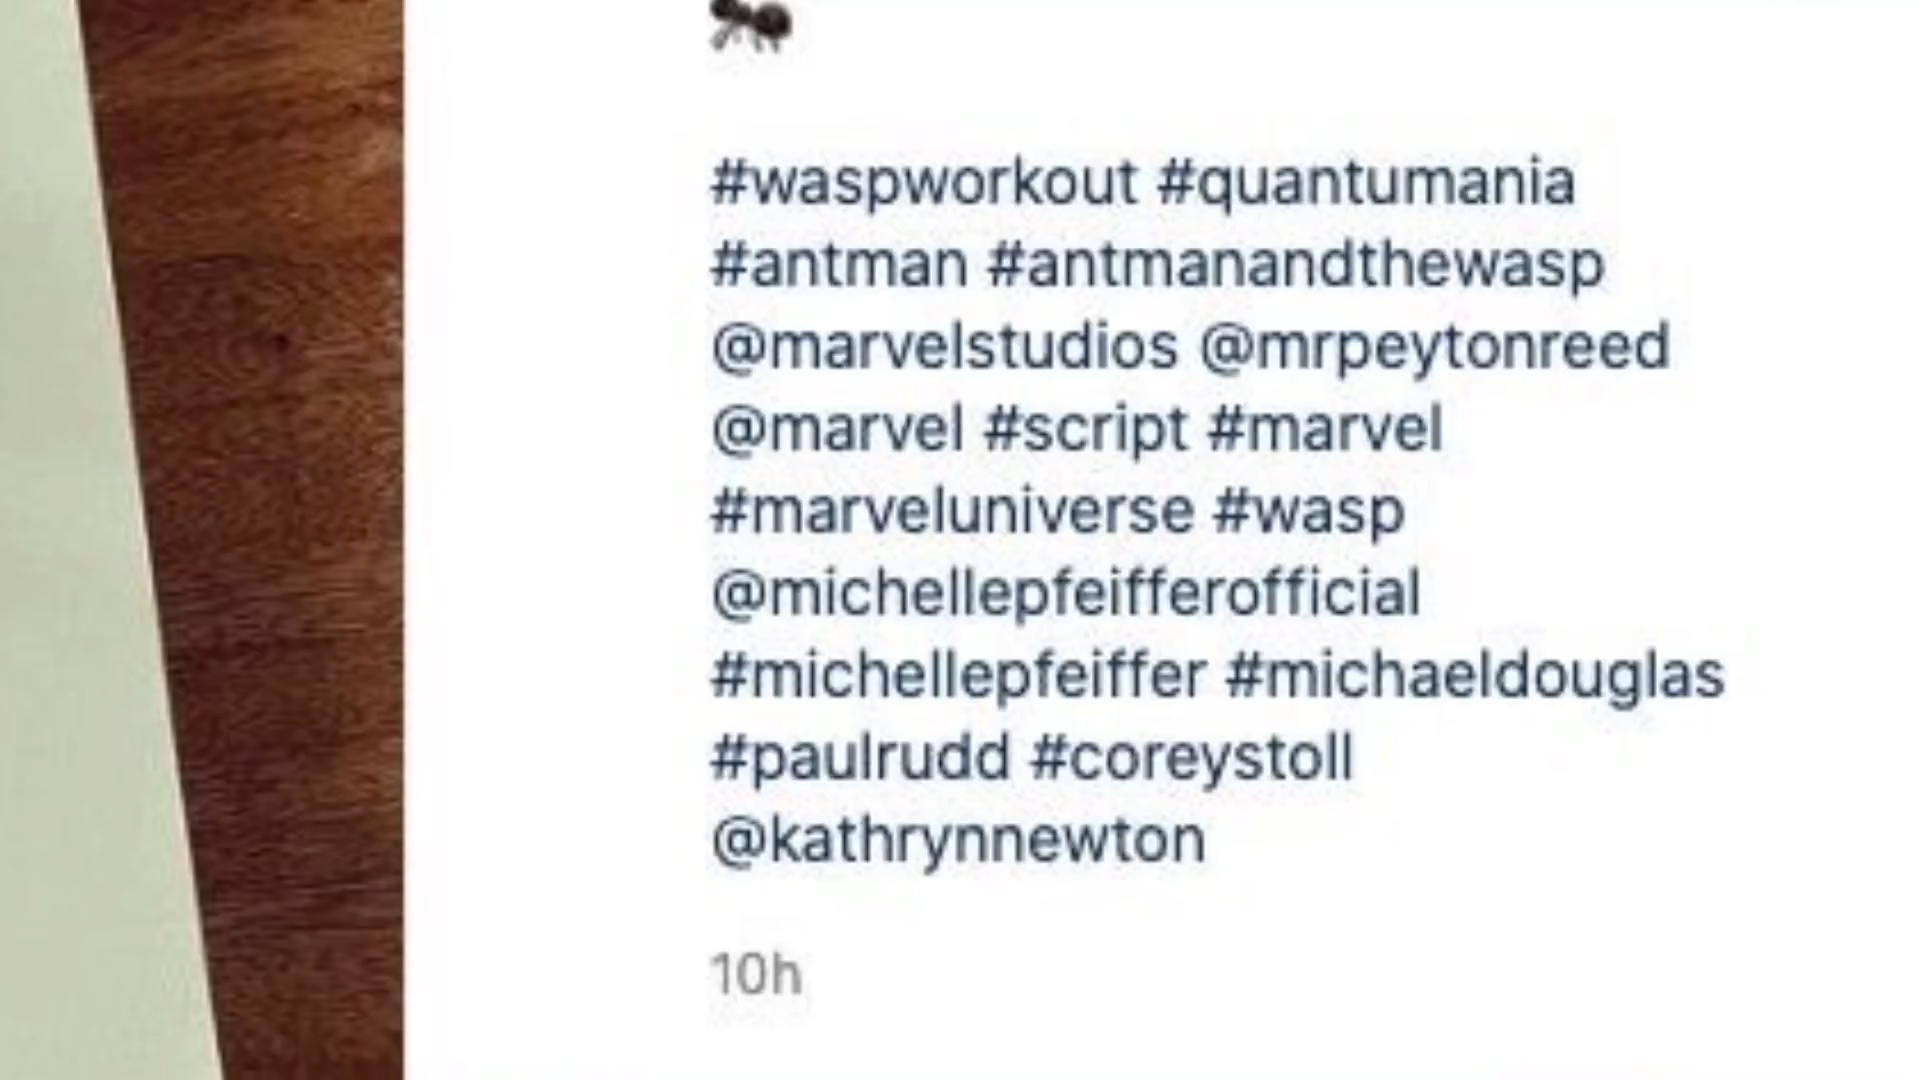 #waspworkout #quantumania
#antman #antmanandthewasp
@marvelstudios @mrpeytonreed
@marvel #script #marvel
#marveluniverse #wasp
@michellepfeifferofficial
#michellepfeiffer #michaeldouglas
#paulrudd #coreystoll
@kathrynnewton
10h